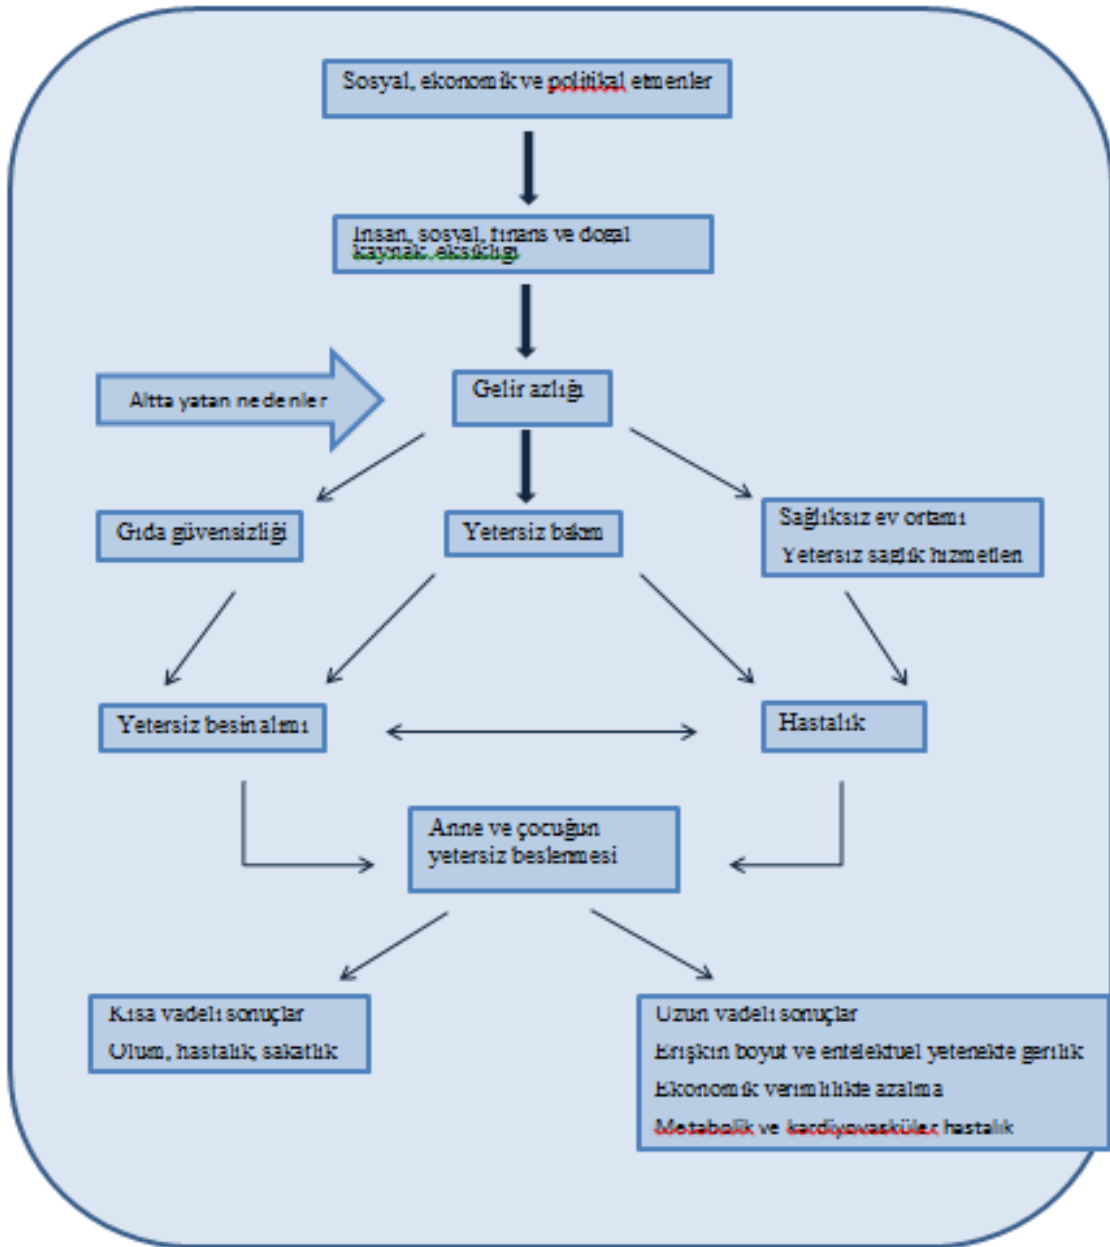 Sosyal, ekonomik ve politikal etmenler
İnsan, sosyal, finans ve doğal
kaynak eksikliği
Altta yatan nedenler
Gelir azlığı
Gıda güvensizliği
Yetersiz bakım
Sağlıksız ev ortamı
Yetersiz sağlık hizmetleri
Yetersiz besin alımı
Hastalık
Anne ve çocuğun
yetersiz beslenmesi
Kısa vadeli sonuçlar
Ölüm, hastalık, sakatlık
Uzun vadeli sonuçlar
Erişkin boyut ve entelektuel yetenekte gerilik
Ekonomik verimlilikte azalma
Metabolik ve kardiyovasküler hastalık